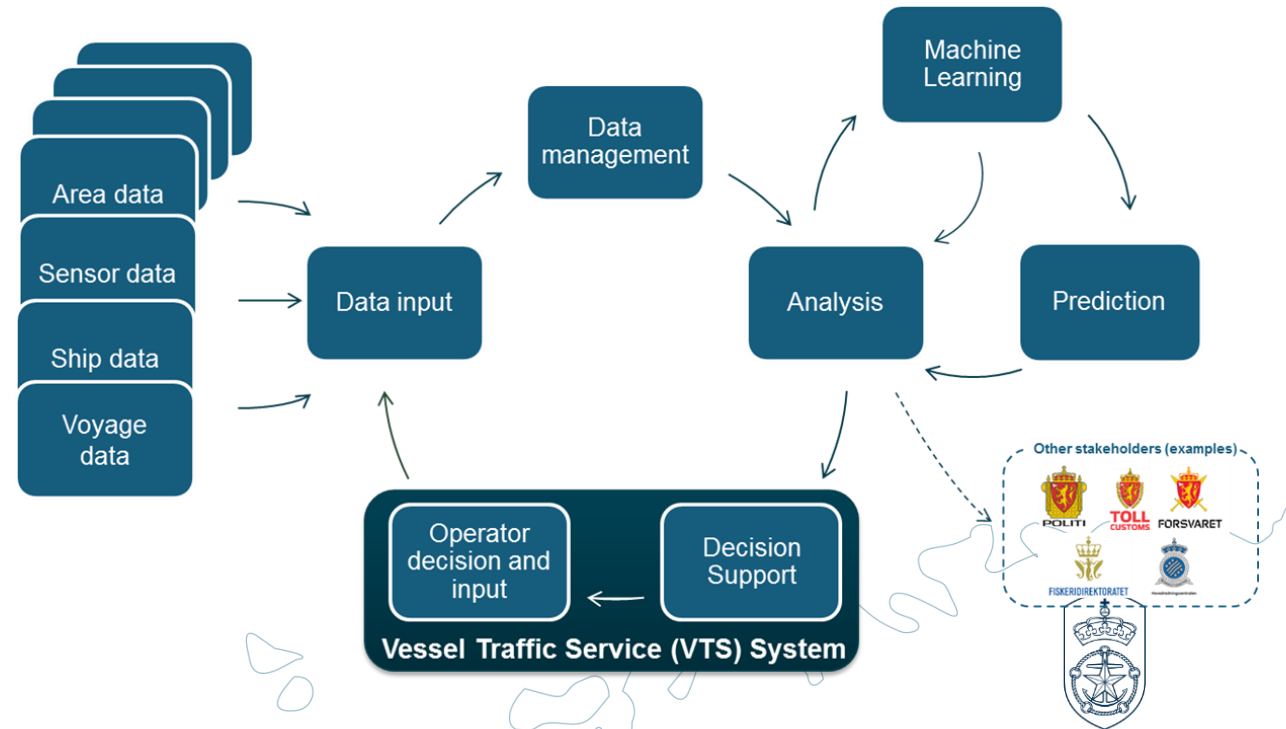 Machine
Learning
Data
management
Area data
Sensor data
Ship data
Voyage
data
Data input
Analysis
Prediction
Operator
decision and
input
Decision
Support
Vessel Traffic Service (VTS) System
Other stakeholders (examples)
POLITI
TOLL
CUSTOMS
FORSVARET
FISKERIDIREKTORATET
Hovedredningssentralen